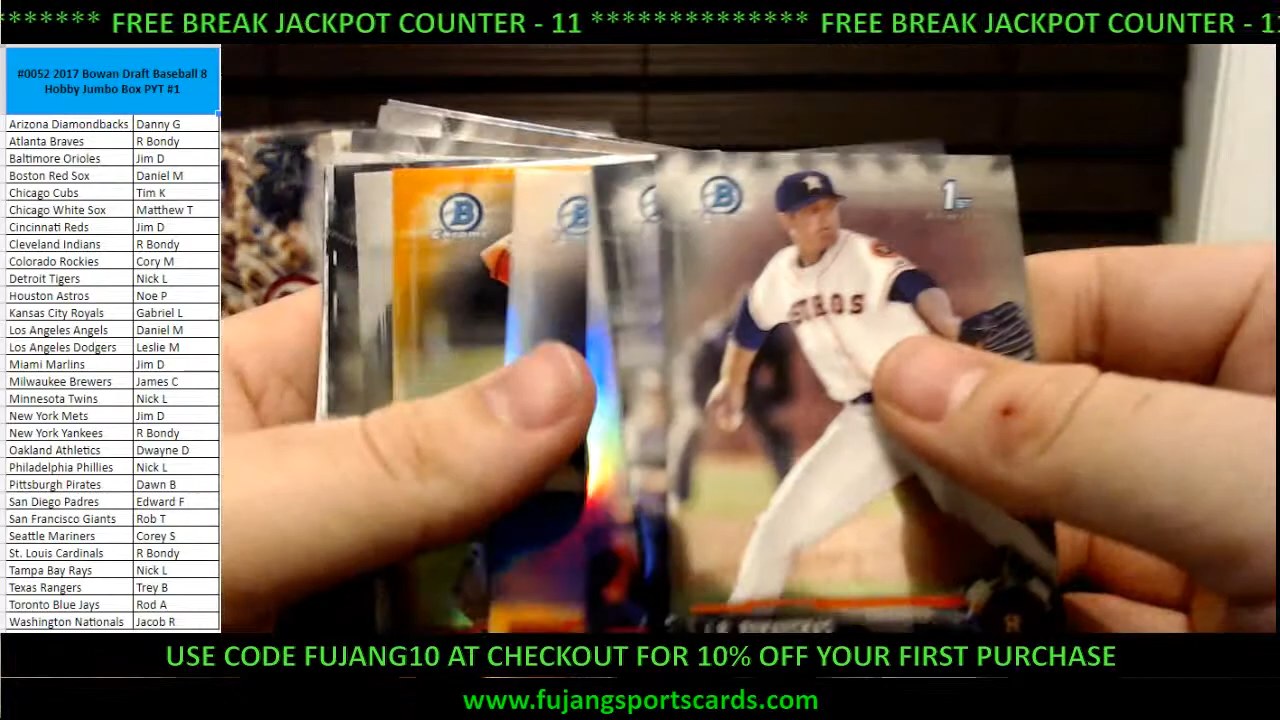 ******* FREE BREAK JACKPOT COUNTER - 11 ************** FREE BREAK JACKPOT COUNTER - 1
#0052 2017 Bowan Draft Baseball 8
Hobby Jumbo Box PYT #1
Arizona Diamondbacks Danny G
Atlanta Braves R Bondy
Baltimore Orioles Jim D
Boston Red Sox Daniel M
Chicago Cubs Tim K
Chicago White Sox Matthew T
Cincinnati Reds Jim D
Cleveland Indians R Bondy
Colorado Rockies Cory M
Detroit Tigers Nick L
Houston Astros Noe P
Kansas City Royals Gabriel L
Los Angeles Angels Daniel M
Los Angeles Dodgers Leslie M
Miami Marlins Jim D
Milwaukee Brewers James C
Minnesota Twins Nick L
New York Mets Jim D
New York Yankees R Bondy
Oakland Athletics Dwayne D
Philadelphia Phillies Nick L
Pittsburgh Pirates Dawn B
San Diego Padres Edward F
San Francisco Giants Rob T
Seattle Mariners Corey S
St. Louis Cardinals R Bondy
Tampa Bay Rays Nick L
Texas Rangers Trey B
Toronto Blue Jays Rod A
Washington Nationals Jacob R
B
Chrome
B
B
1st
STROS
USE CODE FUJANG10 AT CHECKOUT FOR 10% OFF YOUR FIRST PURCHASE
www.fujangsportscards.com